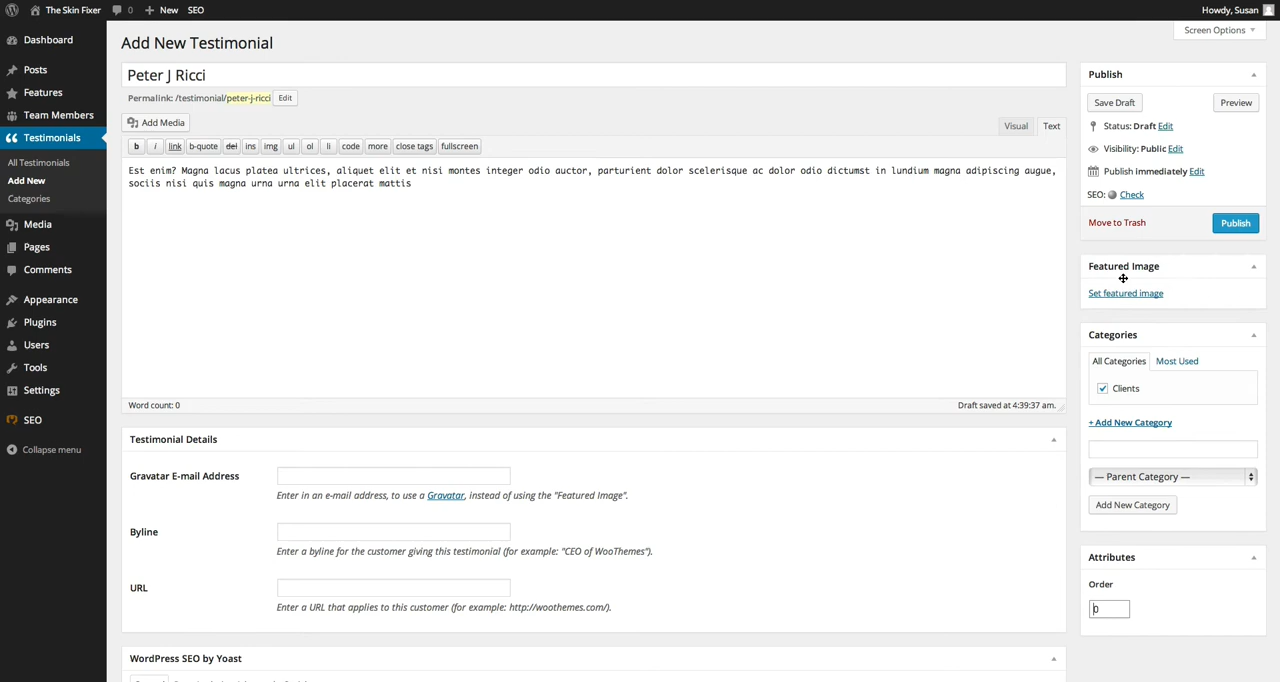 The Skin Fixer 0 New SEO Howdy, Susan
Screen Options
Dashboard
Posts
Features
Team Members
Testimonials
All Testimonials
Add New
Categories
Media
Pages
Comments
Appearance
Plugins
Users
Tools
Settings
SEO
Collapse menu
Add New Testimonial
Peter J Ricci
Permalink: /testimonial/peter-j-ricci Edit
Add Media
Visual Text
b i link b-quote del ins img ul ol li code more close tags fullscreen
Est enim? Magna lacus platea ultrices, aliquet elit et nisi montes integer odio auctor, parturient dolor scelerisque ac dolor odio dictumst in lundium magna adipiscing augue,
sociis nisi quis magna urna urna elit placerat mattis
Word count: 0 Draft saved at 4:39:37 am.
Testimonial Details
Gravatar E-mail Address
Enter in an e-mail address, to use a Gravatar, instead of using the "Featured Image".
Byline
Enter a byline for the customer giving this testimonial (for example: "CEO of WooThemes").
URL
Enter a URL that applies to this customer (for example: http://woothemes.com/).
WordPress SEO by Yoast
Publish
Save Draft Preview
Status: Draft Edit
Visibility: Public Edit
Publish immediately Edit
SEO: Check
Move to Trash Publish
Featured Image
Set featured image
Categories
All Categories Most Used
Clients
+ Add New Category
— Parent Category —
Add New Category
Attributes
Order
0